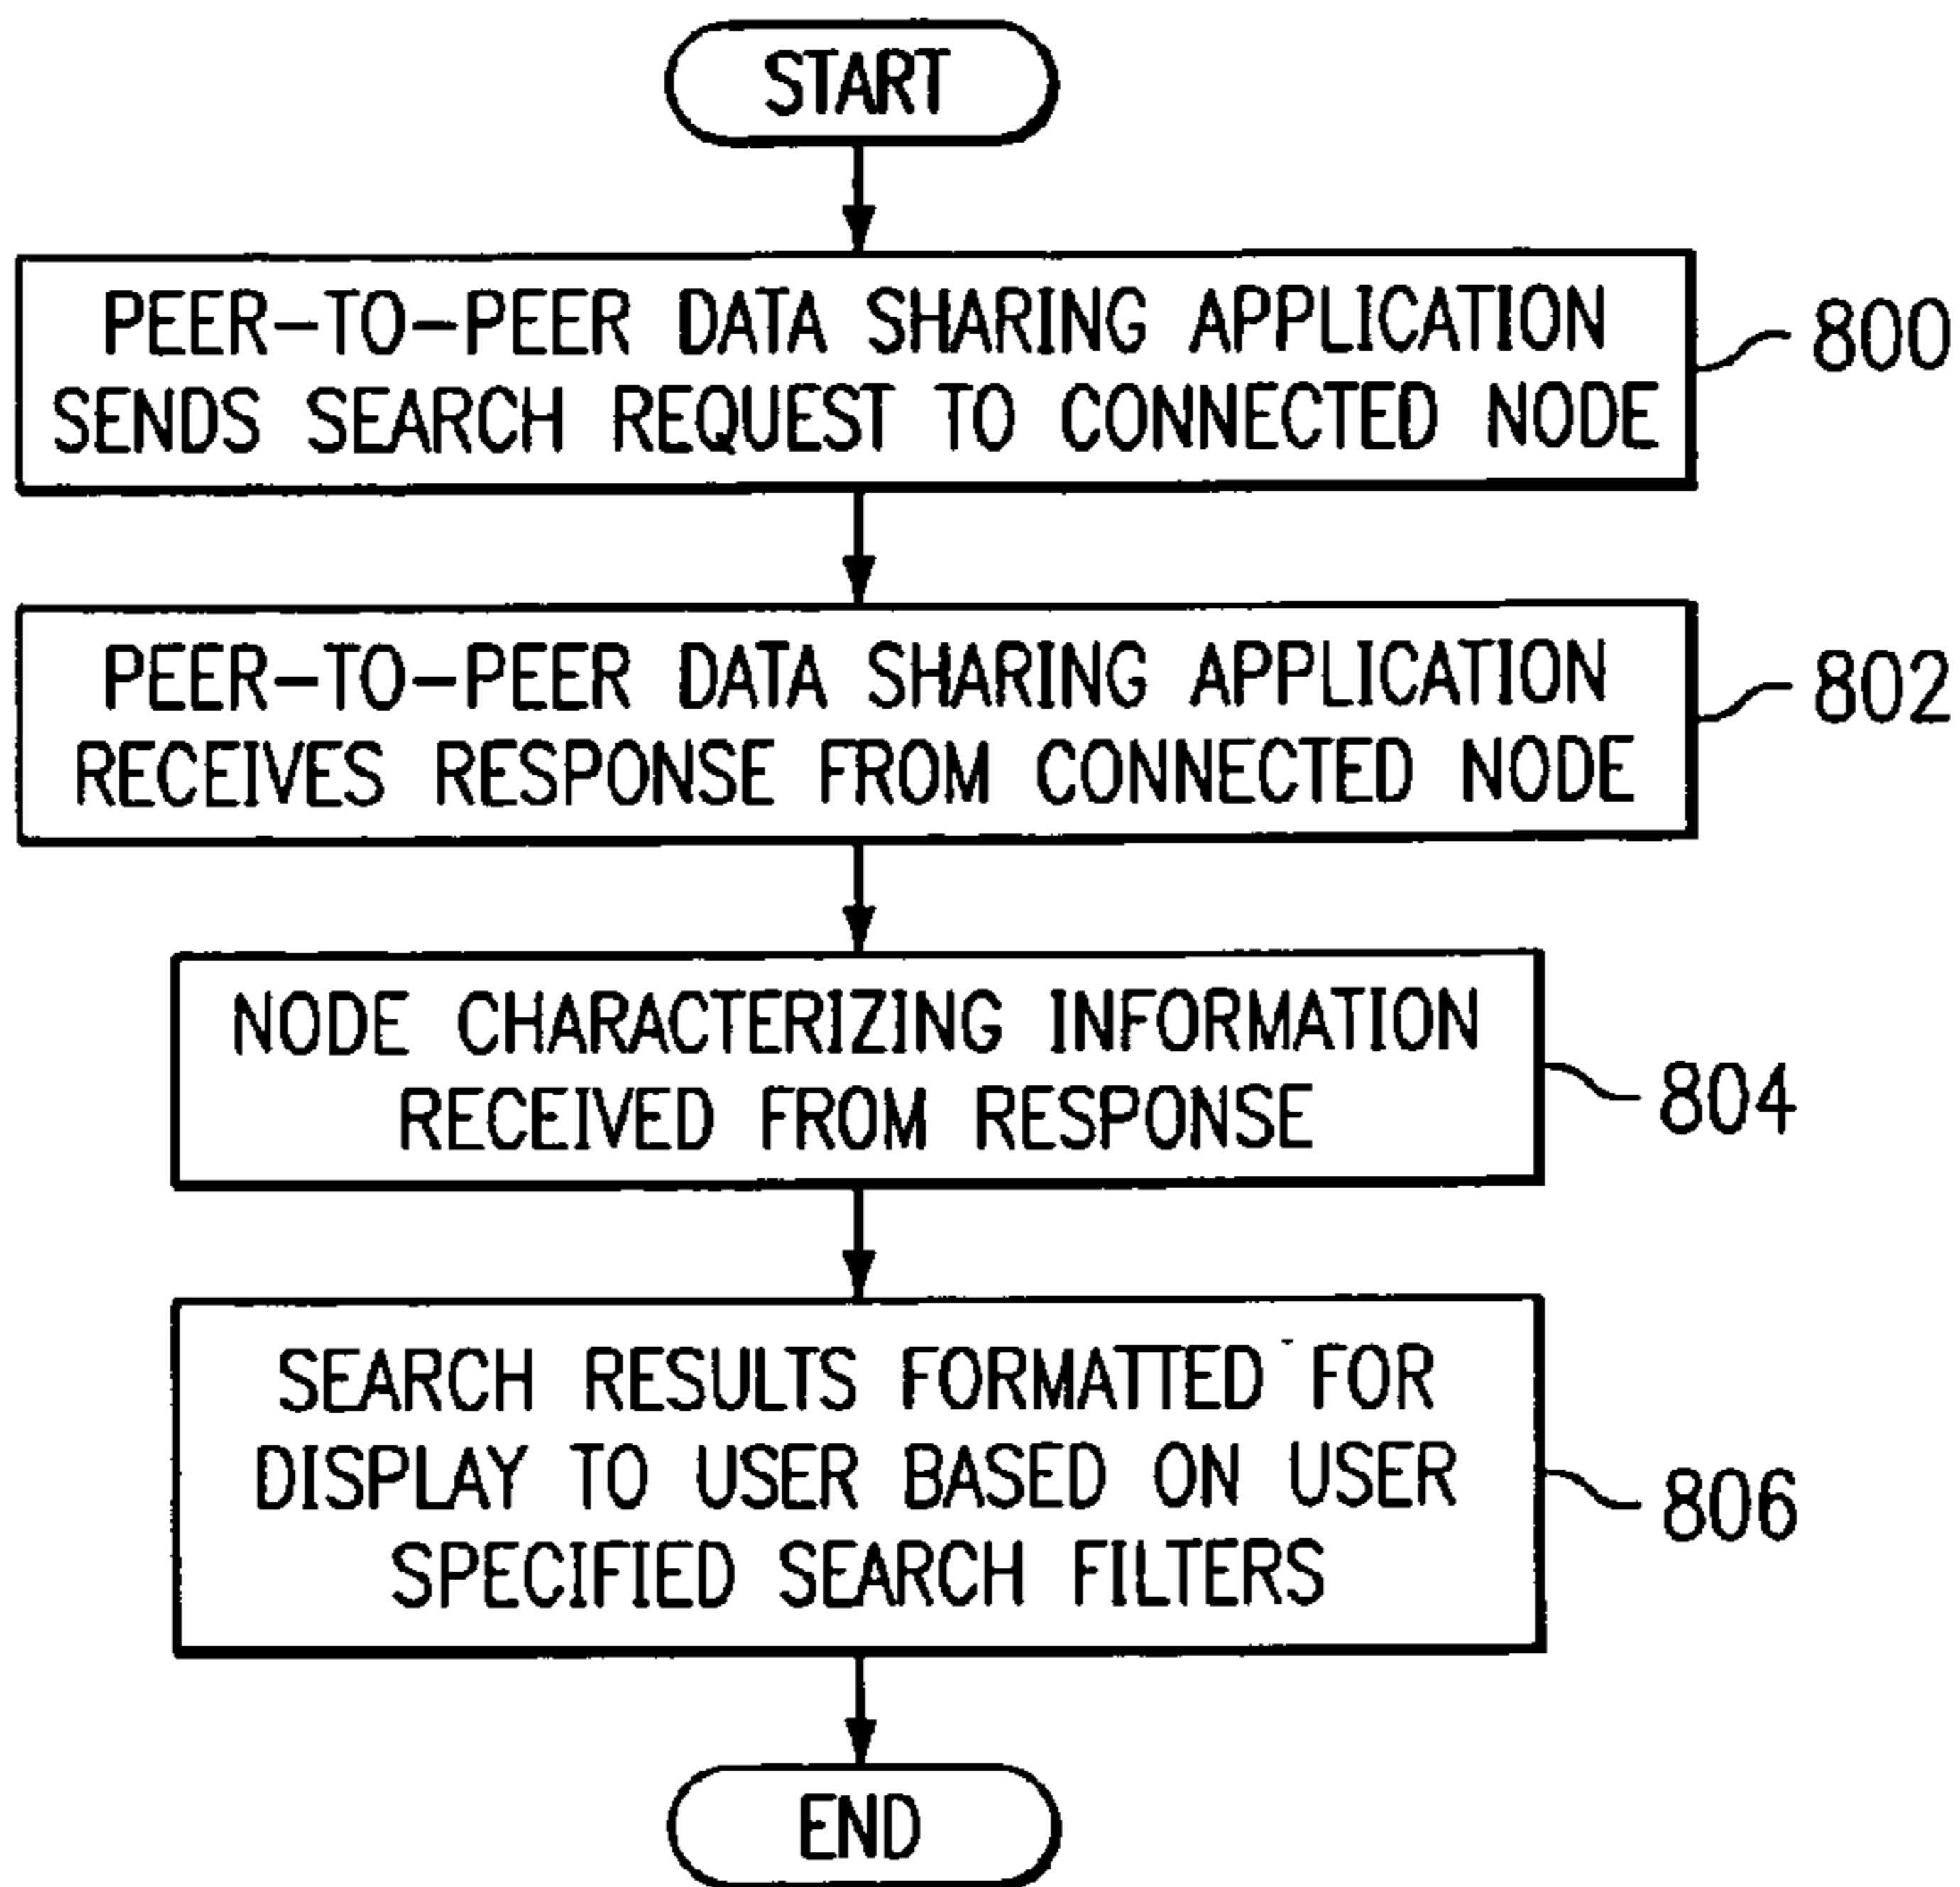 START
PEER-TO-PEER DATA SHARING APPLICATION
SENDS SEARCH REQUEST TO CONNECTED NODE
800
PEER-TO-PEER DATA SHARING APPLICATION
RECEIVES RESPONSE FROM CONNECTED NODE
802
NODE CHARACTERIZING INFORMATION
RECEIVED FROM RESPONSE
804
SEARCH RESULTS FORMATTED FOR
DISPLAY TO USER BASED ON USER
SPECIFIED SEARCH FILTERS
806
END